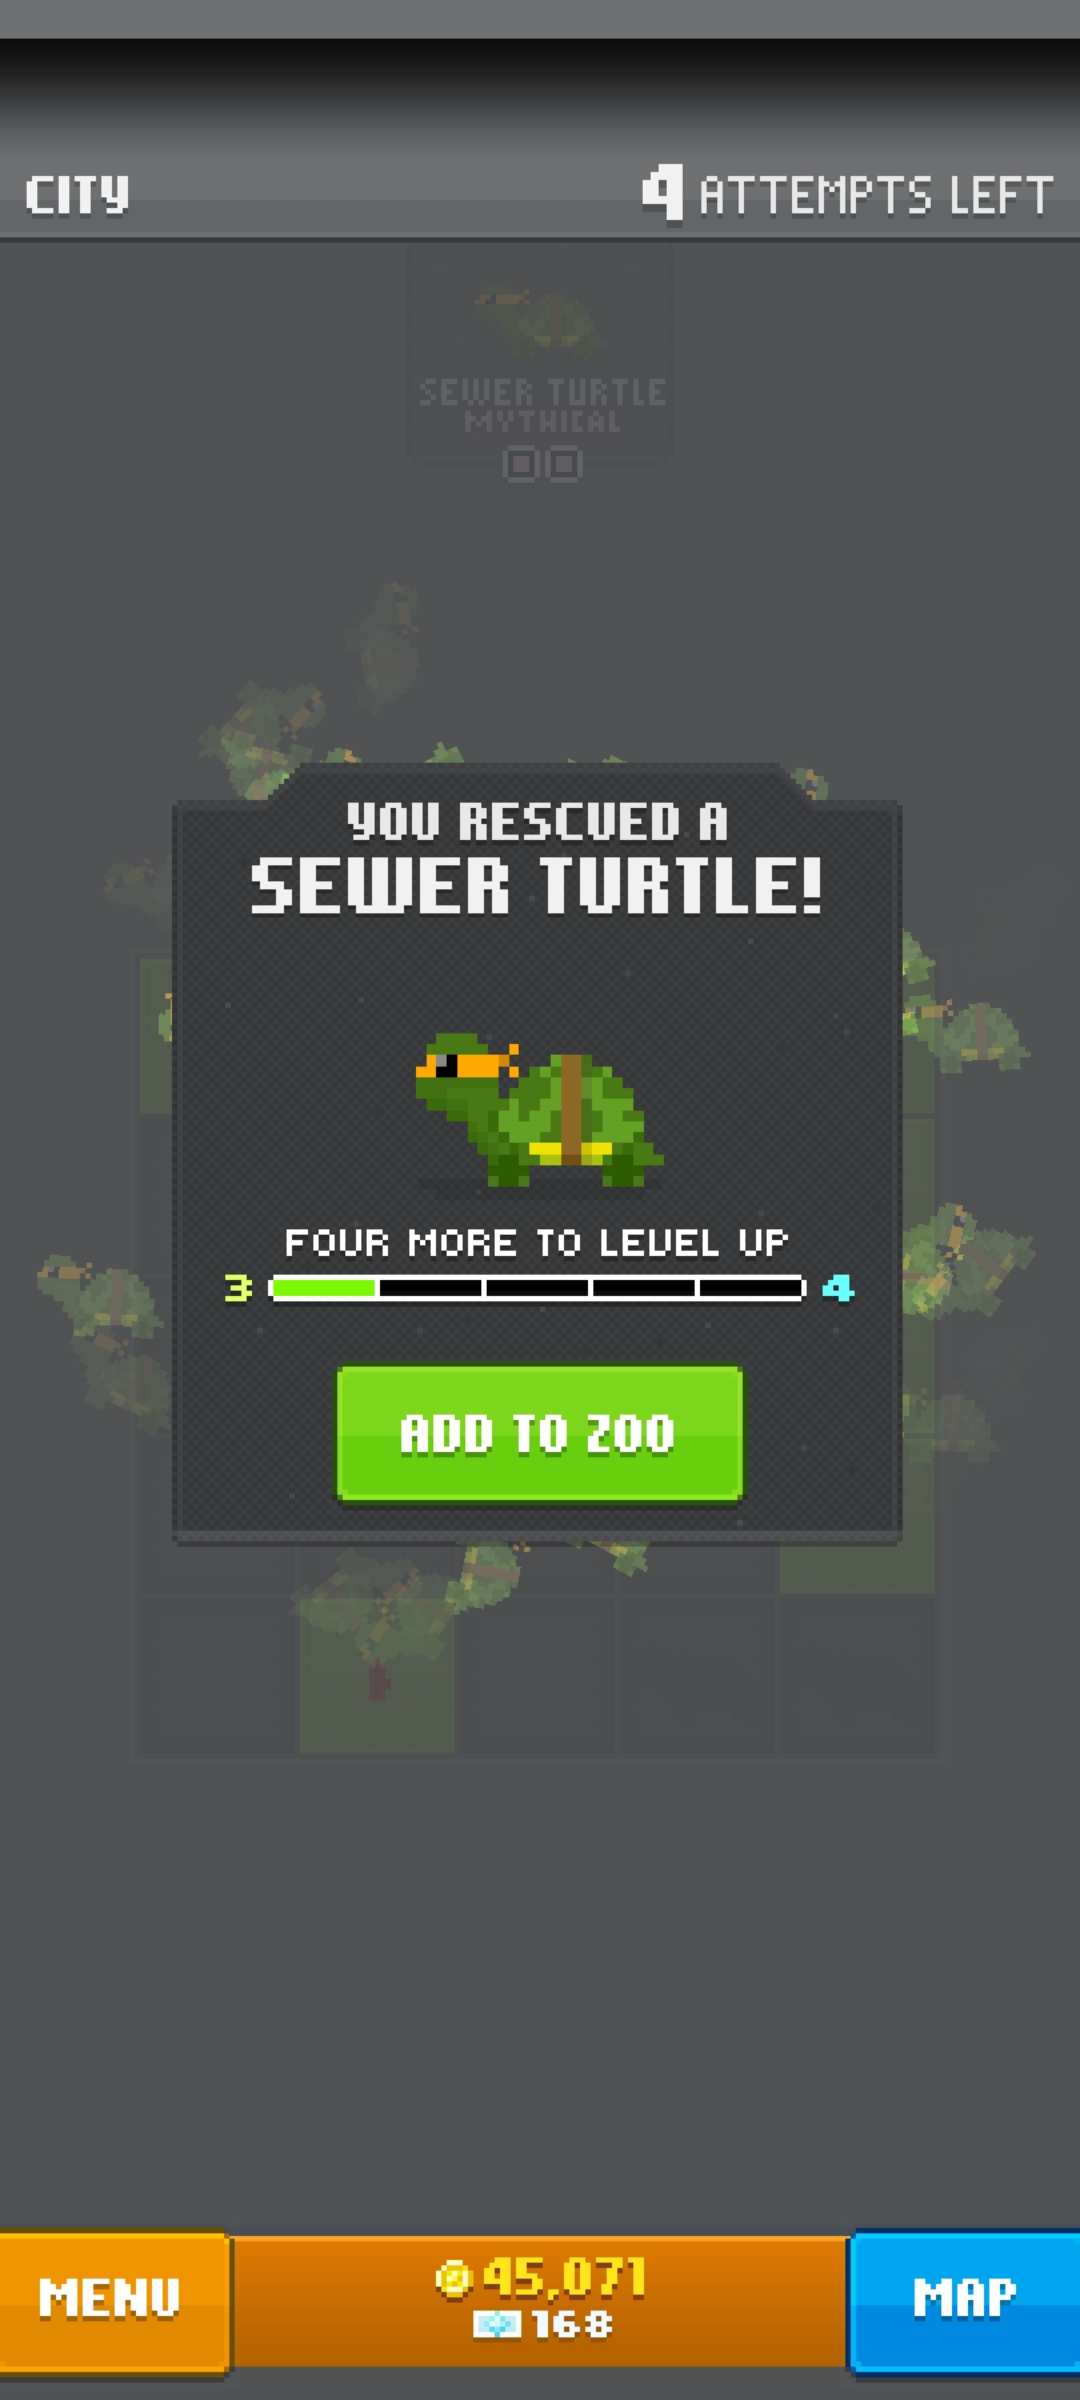 CITY
4 ATTEMPTS LEFT
SEWER TURTLE
MYTHICAL
YOU RESCUED A
SEWER TURTLE!
FOUR MORE TO LEVEL UP
3 4
ADD TO ZOO
MENU
45,071
168
MAP